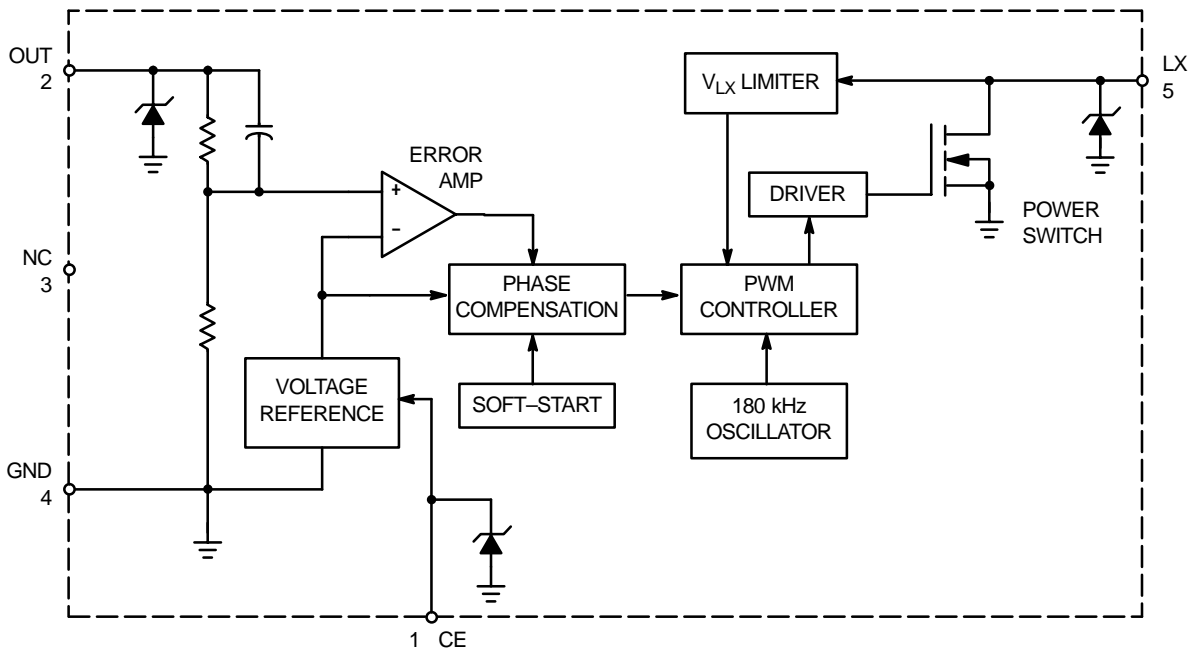 OUT
2
LX
5
V_LX LIMITER
ERROR
AMP
+
−
DRIVER
POWER
SWITCH
NC
3
PHASE
COMPENSATION
PWM
CONTROLLER
VOLTAGE
REFERENCE
SOFT–START
180 kHz
OSCILLATOR
GND
4
1 CE